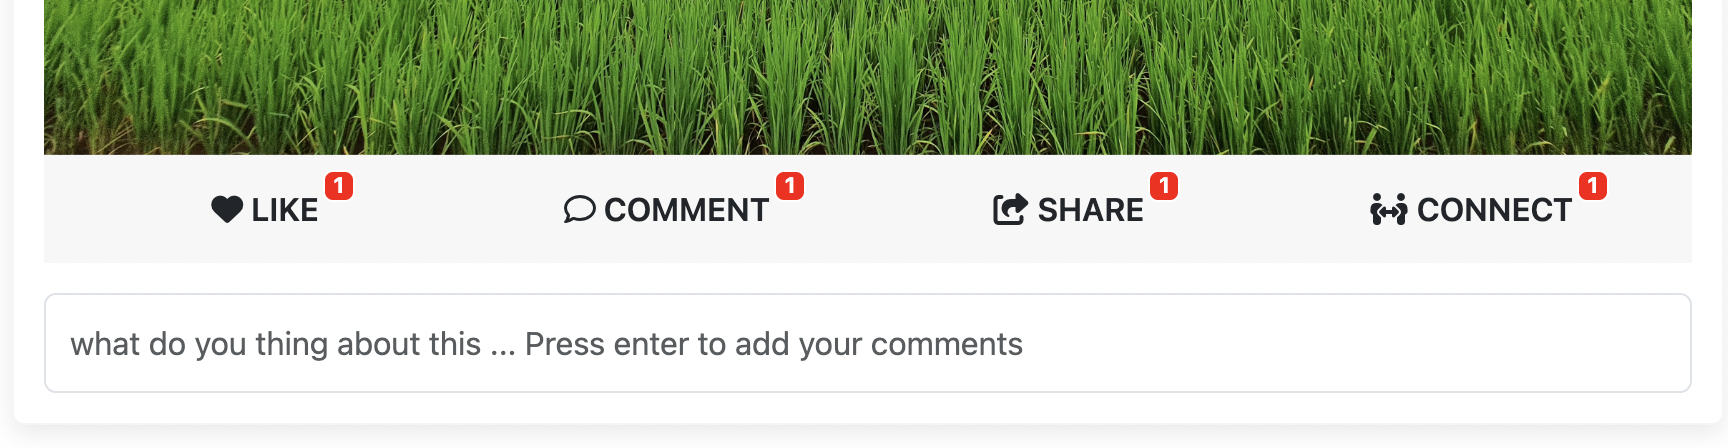 LIKE 1 COMMENT 1 SHARE 1 CONNECT 1
what do you thing about this ... Press enter to add your comments